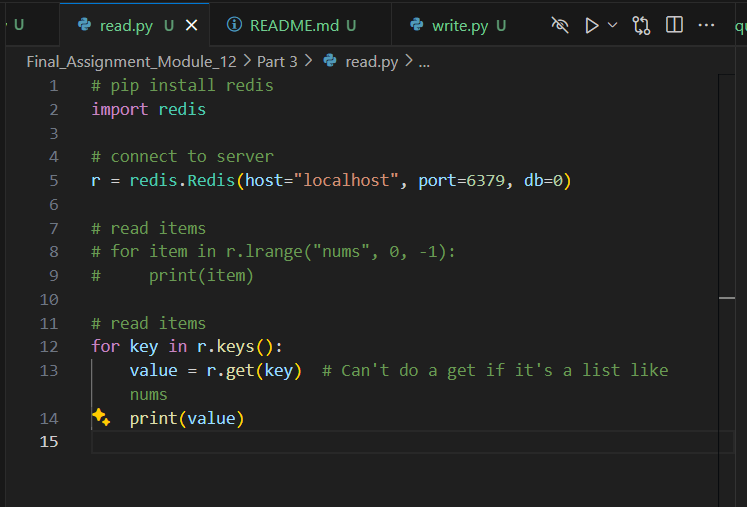 U read.py U README.md U write.py U qu
Final_Assignment_Module_12 > Part 3 > read.py > ...
1 # pip install redis
2 import redis
3
4 # connect to server
5 r = redis.Redis(host="localhost", port=6379, db=0)
6
7 # read items
8 # for item in r.lrange("nums", 0, -1):
9 #     print(item)
10
11 # read items
12 for key in r.keys():
13     value = r.get(key)  # Can't do a get if it's a list like
nums
14     print(value)
15